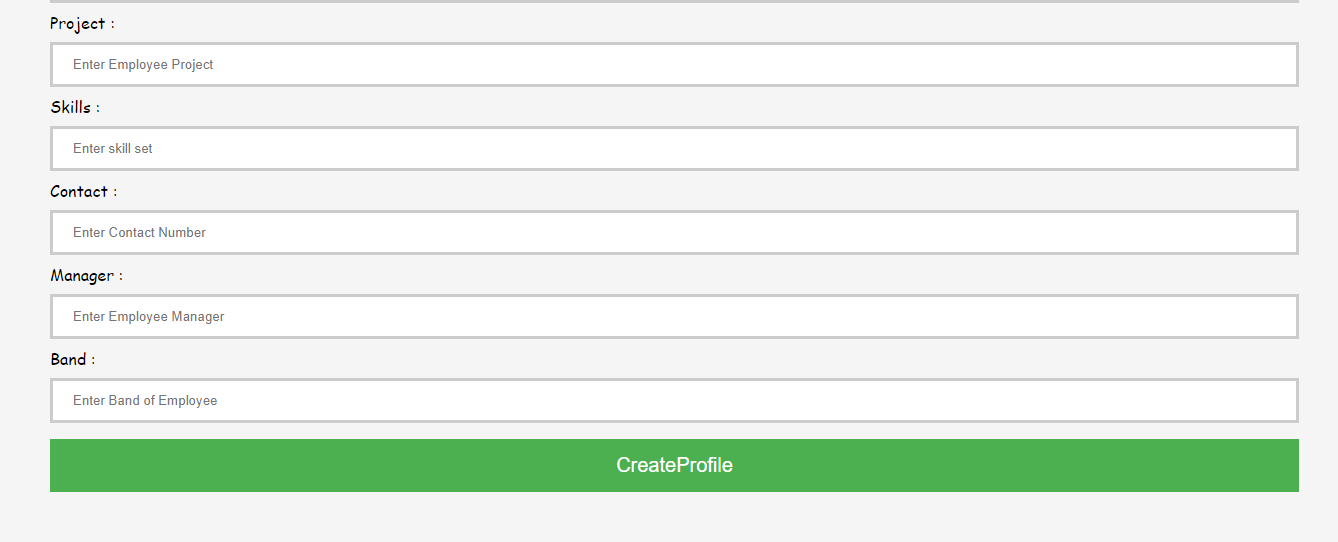 Project :
Enter Employee Project
Skills :
Enter skill set
Contact :
Enter Contact Number
Manager :
Enter Employee Manager
Band :
Enter Band of Employee
CreateProfile